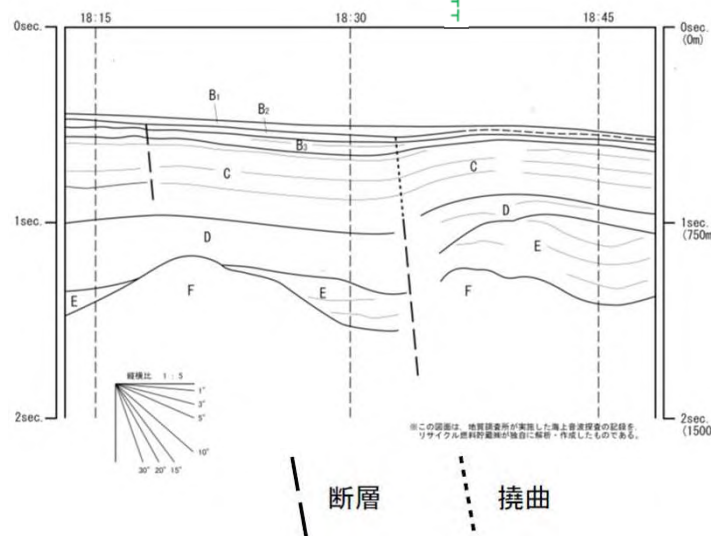 18:15 18:30 18:45
0sec. 0sec.
(0m)
B1
B2
B3
C C
1sec. D 1sec.
D (750m
E
F E F
E
縦横比 1 : 5
1°
3°
5°
10°
30° 20° 15°
2sec. 2sec.
(1500
※この図面は、地質調査所が実施した海上音波探査の記録を、
リサイクル燃料貯蔵㈱が独自に解析・作成したものである。
断層 撓曲